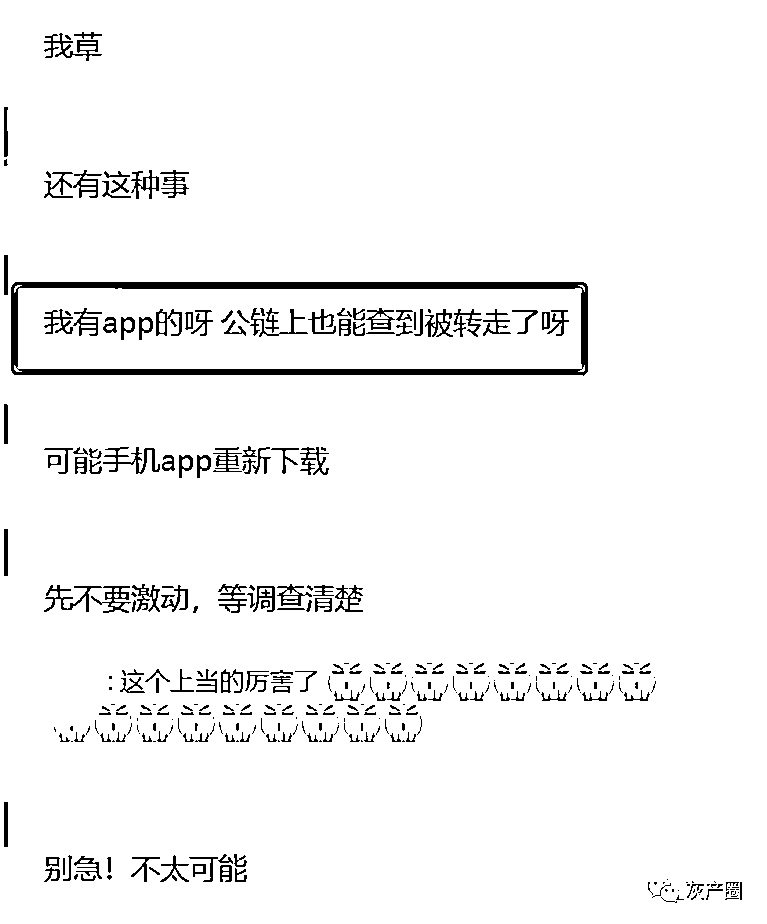 我草
还有这种事
我有app的呀 公链上也能查到被转走了呀
可能手机app重新下载
先不要激动，等调查清楚
:这个上当的厉害了
别急！不太可能
灰产圈